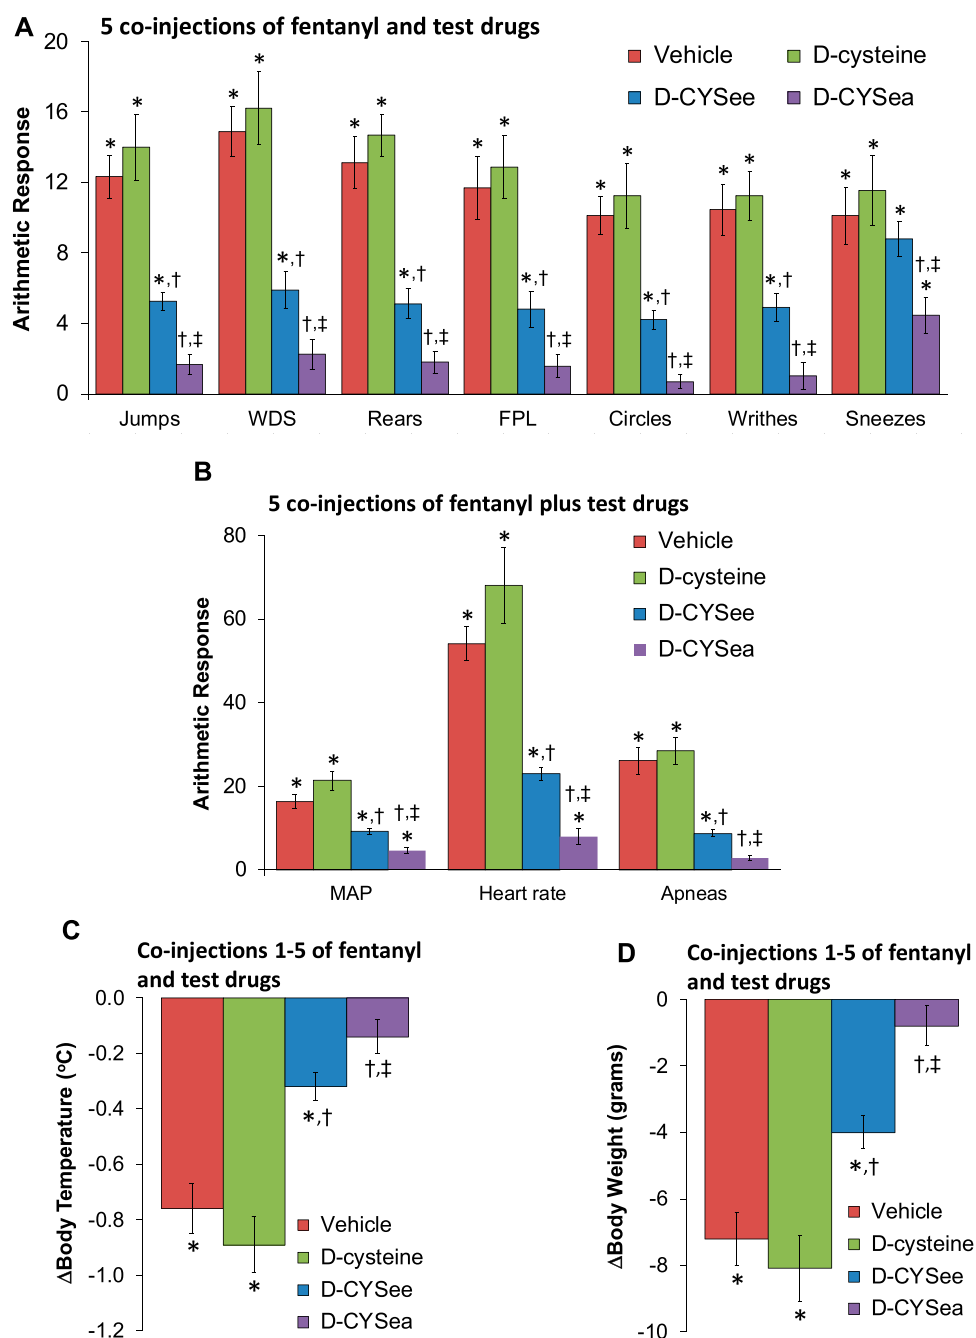 A
5 co-injections of fentanyl and test drugs
Vehicle
D-cysteine
D-CYSee
D-CYSea
Arithmetic Response
20
16
12
8
4
0
* * *,† †,‡
* * *,† †,‡
* * *,† †,‡
* * *,† †,‡
* * *,† †,‡
* * *,† †,‡
* * * †,‡
*
Jumps WDS Rears FPL Circles Writhes Sneezes
B
5 co-injections of fentanyl plus test drugs
Vehicle
D-cysteine
D-CYSee
D-CYSea
Arithmetic Response
80
60
40
20
0
* * *,† †,‡
*
* * *,† †,‡
*
* * *,† †,‡
MAP Heart rate Apneas
C
Co-injections 1-5 of fentanyl
and test drugs
ΔBody Temperature (°C)
0.0
-0.2
-0.4
-0.6
-0.8
-1.0
-1.2
* * *,† †,‡
Vehicle
D-cysteine
D-CYSee
D-CYSea
D
Co-injections 1-5 of fentanyl
and test drugs
ΔBody Weight (grams)
0
-2
-4
-6
-8
-10
* * *,† †,‡
Vehicle
D-cysteine
D-CYSee
D-CYSea